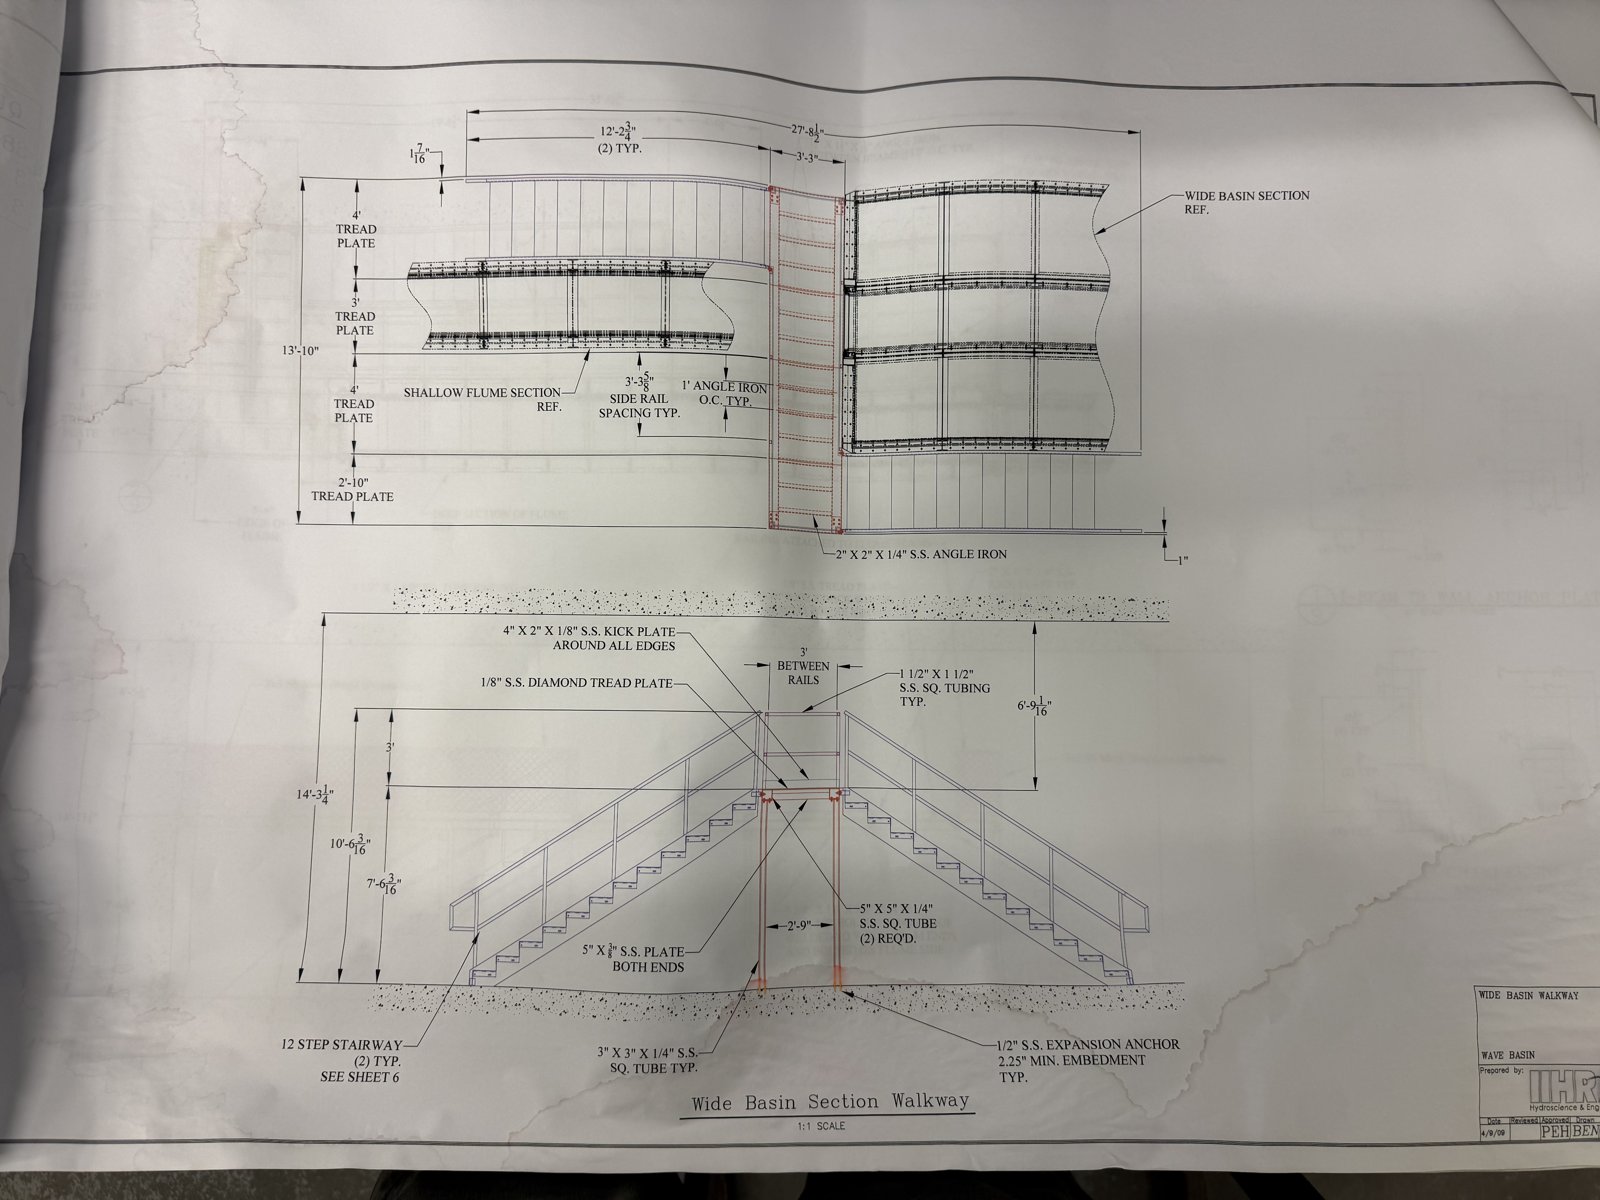 27'-8 1/2"
12'-2 3/4"
(2) TYP.
3'-3"
1 7/16"
WIDE BASIN SECTION
REF.
4'
TREAD
PLATE
3'
TREAD
PLATE
13'-10"
4'
TREAD
PLATE
SHALLOW FLUME SECTION
REF.
3'-3 5/8"
SIDE RAIL
SPACING TYP.
1' ANGLE IRON
O.C. TYP.
2'-10"
TREAD PLATE
2" X 2" X 1/4" S.S. ANGLE IRON
1"
4" X 2" X 1/8" S.S. KICK PLATE
AROUND ALL EDGES
3'
BETWEEN
RAILS
1/8" S.S. DIAMOND TREAD PLATE
1 1/2" X 1 1/2"
S.S. SQ. TUBING
TYP.
6'-9 1/16"
3'
14'-3 1/4"
10'-6 3/16"
7'-6 3/16"
2'-9"
5" X 5" X 1/4"
S.S. SQ. TUBE
(2) REQ'D.
5" X 3/8" S.S. PLATE
BOTH ENDS
12 STEP STAIRWAY
(2) TYP.
SEE SHEET 6
3" X 3" X 1/4" S.S.
SQ. TUBE TYP.
1/2" S.S. EXPANSION ANCHOR
2.25" MIN. EMBEDMENT
TYP.
Wide Basin Section Walkway
1:1 SCALE
WIDE BASIN WALKWAY
WAVE BASIN
Prepared by:
IIHR
Hydroscience & Eng
Date Reviewed Approved Drawn
4/9/09 PEH BEN